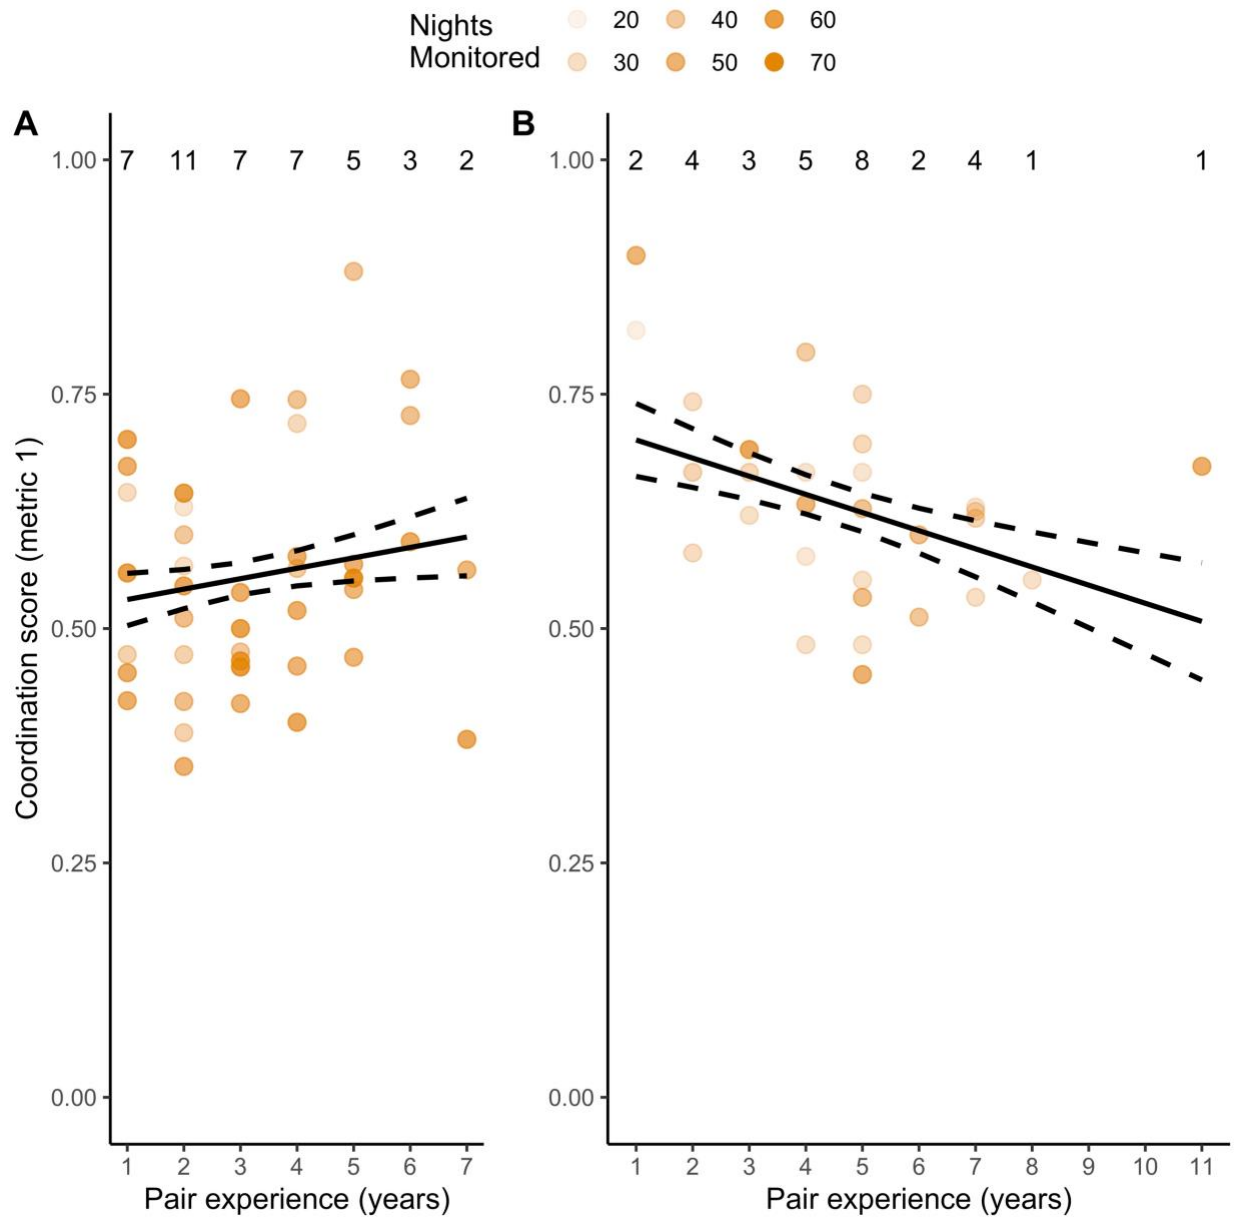 Nights
Monitored
20 40 60
30 50 70
A
B
1.00
7 11 7 7 5 3 2
0.75
0.50
0.25
0.00
Coordination score (metric 1)
1 2 3 4 5 6 7
Pair experience (years)
1.00
2 4 3 5 8 2 4 1 1
0.75
0.50
0.25
0.00
1 2 3 4 5 6 7 8 9 10 11
Pair experience (years)